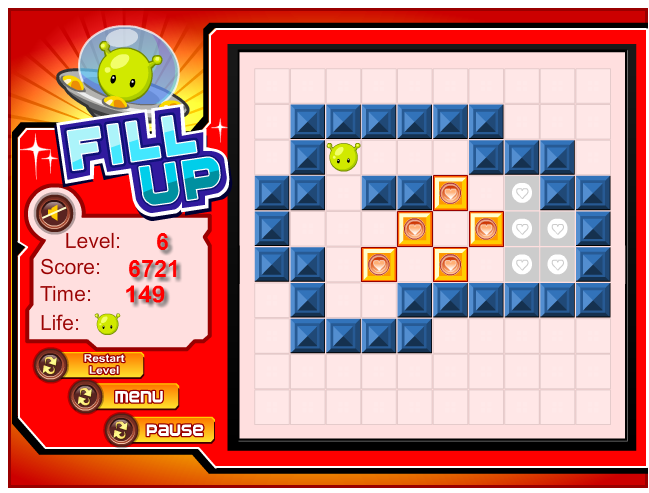 FILL
UP
Level: 6
Score: 6721
Time: 149
Life:
Restart
Level
menu
pause